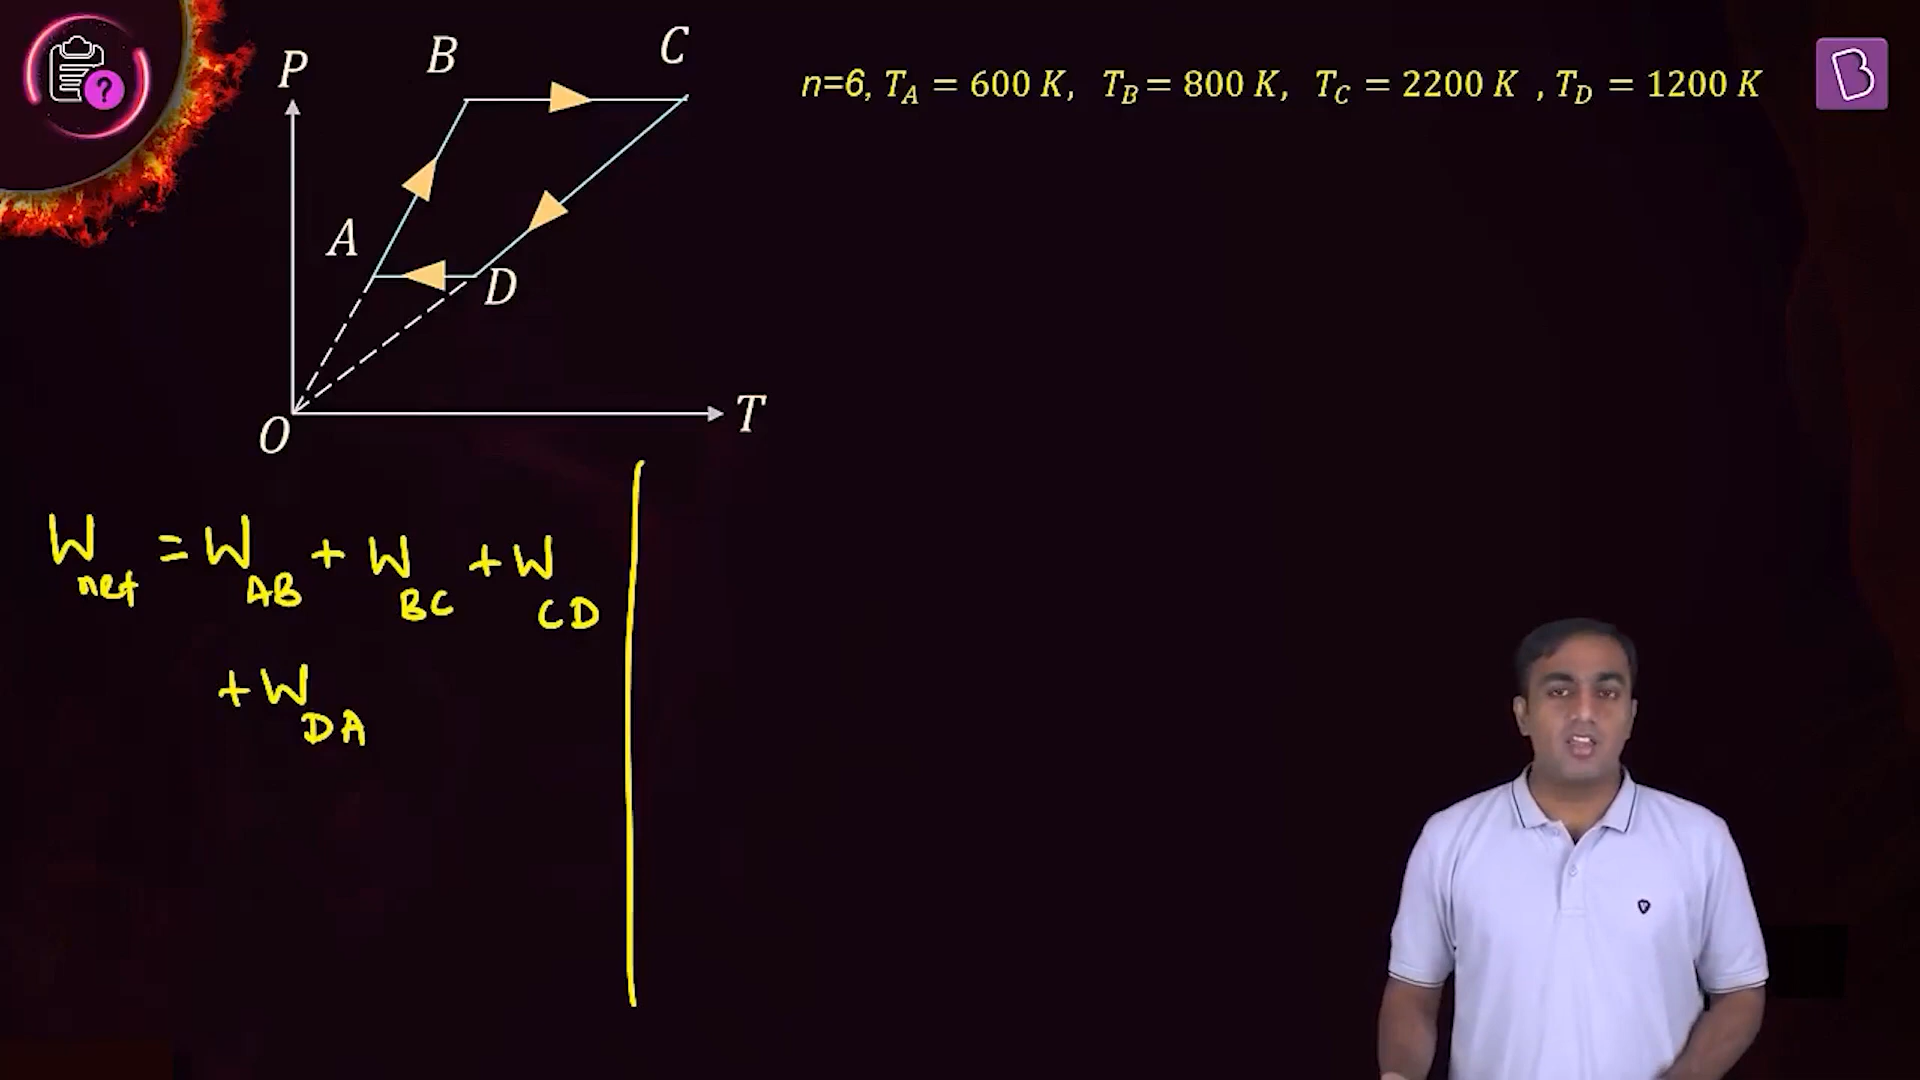 P
B
C
n=6, T_A = 600 K, T_B = 800 K, T_C = 2200 K , T_D = 1200 K
A
D
O
T
W_net = W_AB + W_BC + W_CD
+ W_DA
?
B